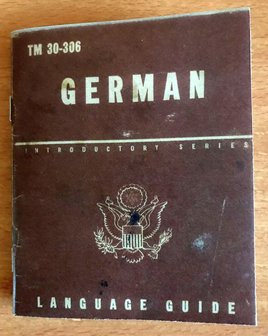 TM 30-306
GERMAN
INTRODUCTORY SERIES
LANGUAGE GUIDE